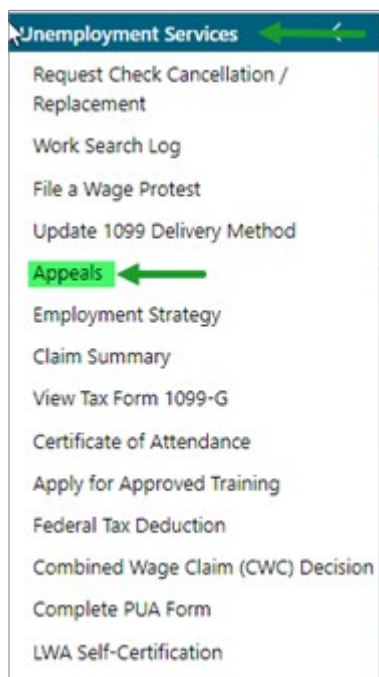 Unemployment Services
Request Check Cancellation /
Replacement
Work Search Log
File a Wage Protest
Update 1099 Delivery Method
Appeals
Employment Strategy
Claim Summary
View Tax Form 1099-G
Certificate of Attendance
Apply for Approved Training
Federal Tax Deduction
Combined Wage Claim (CWC) Decision
Complete PUA Form
LWA Self-Certification